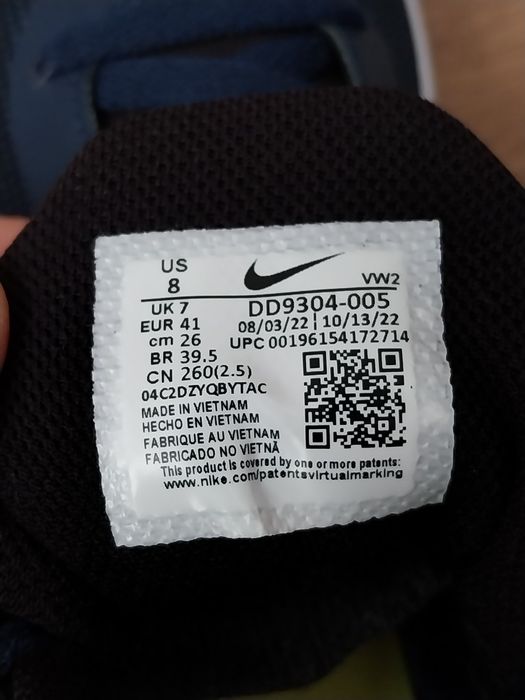 US
8
VW2
UK 7
DD9304-005
EUR 41
08/03/22 | 10/13/22
cm 26
UPC 00196154172714
BR 39.5
CN 260(2.5)
04C2DZYQBYTAC
MADE IN VIETNAM
HECHO EN VIETNAM
FABRIQUE AU VIETNAM
FABRICADO NO VIETNÃ
This product is covered by one or more patents:
www.nike.com/patentsvirtualmarking